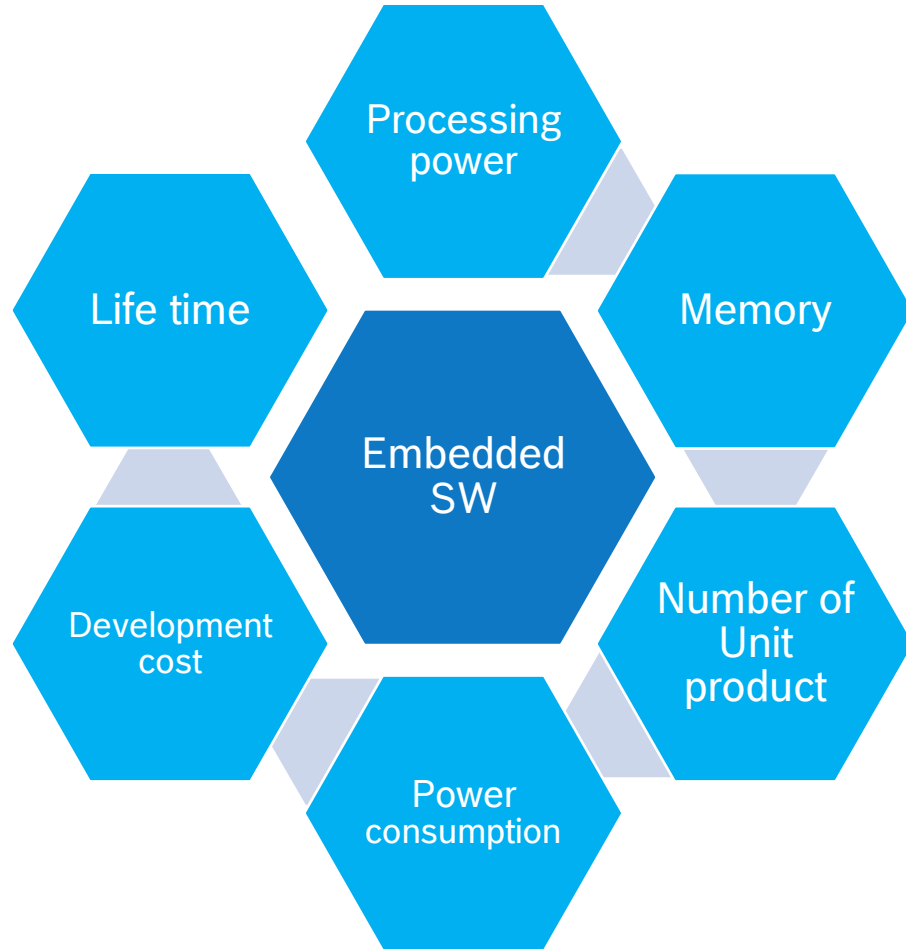 Processing
power
Memory
Number of
Unit
product
Power
consumption
Development
cost
Life time
Embedded
SW